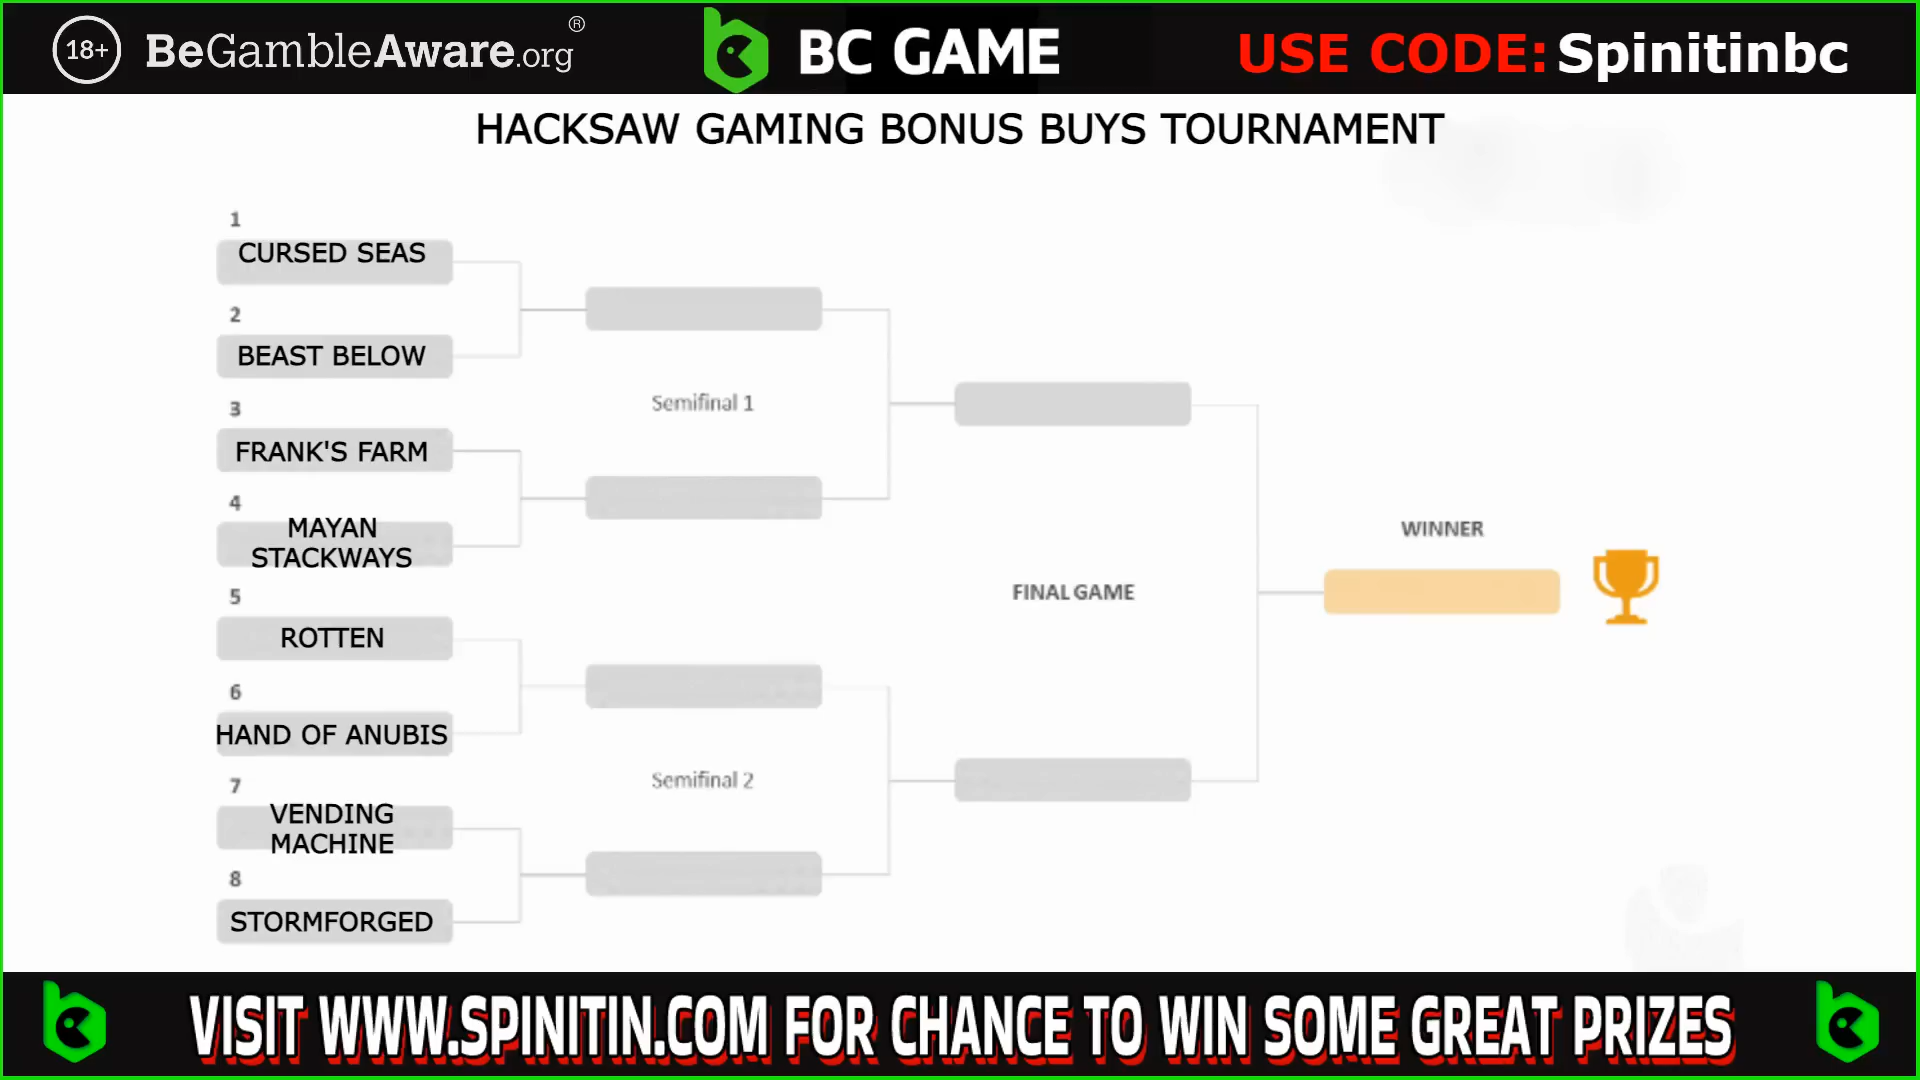 18+ BeGambleAware.org®
BC GAME
USE CODE: Spinitinbc
HACKSAW GAMING BONUS BUYS TOURNAMENT
1
CURSED SEAS
2
BEAST BELOW
Semifinal 1
3
FRANK'S FARM
4
MAYAN
STACKWAYS
WINNER
5
FINAL GAME
ROTTEN
6
HAND OF ANUBIS
Semifinal 2
7
VENDING
MACHINE
8
STORMFORGED
VISIT WWW.SPINITIN.COM FOR CHANCE TO WIN SOME GREAT PRIZES